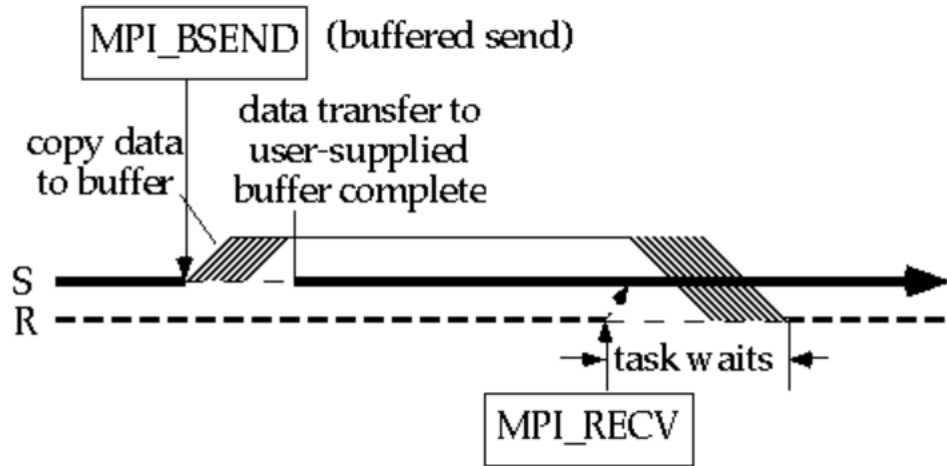 MPI_BSEND (buffered send)
data transfer to
user-supplied
buffer complete
copy data
to buffer
S
R
task waits
MPI_RECV